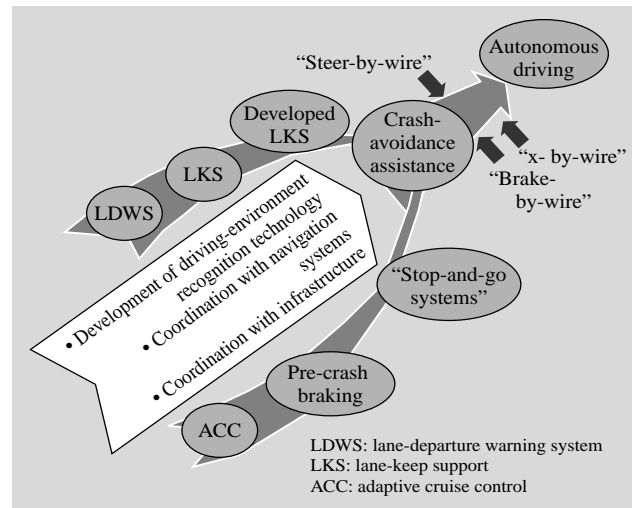 Autonomous
driving
“Steer-by-wire”
Developed
LKS
Crash-
avoidance
assistance
“x- by-wire”
“Brake-
by-wire”
LKS
LDWS
• Development of driving-environment
recognition technology
• Coordination with navigation
systems
• Coordination with infrastructure
“Stop-and-go
systems”
Pre-crash
braking
ACC
LDWS: lane-departure warning system
LKS: lane-keep support
ACC: adaptive cruise control